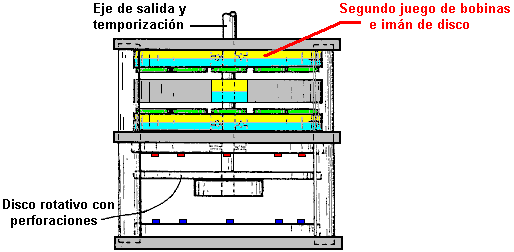 Eje de salida y
temporización
Segundo juego de bobinas
e imán de disco
Disco rotativo con
perforaciones